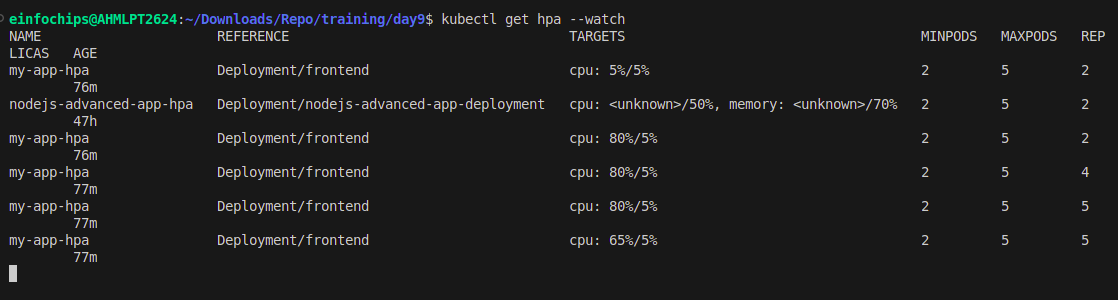 einfochips@AHMLPT2624:~/Downloads/Repo/training/day9$ kubectl get hpa --watch
NAME                      REFERENCE                                  TARGETS                                    MINPODS   MAXPODS   REP
LICAS   AGE
my-app-hpa                Deployment/frontend                        cpu: 5%/5%                                 2         5         2
        76m
nodejs-advanced-app-hpa   Deployment/nodejs-advanced-app-deployment   cpu: <unknown>/50%, memory: <unknown>/70%   2         5         2
        47h
my-app-hpa                Deployment/frontend                        cpu: 80%/5%                                2         5         2
        76m
my-app-hpa                Deployment/frontend                        cpu: 80%/5%                                2         5         4
        77m
my-app-hpa                Deployment/frontend                        cpu: 80%/5%                                2         5         5
        77m
my-app-hpa                Deployment/frontend                        cpu: 65%/5%                                2         5         5
        77m